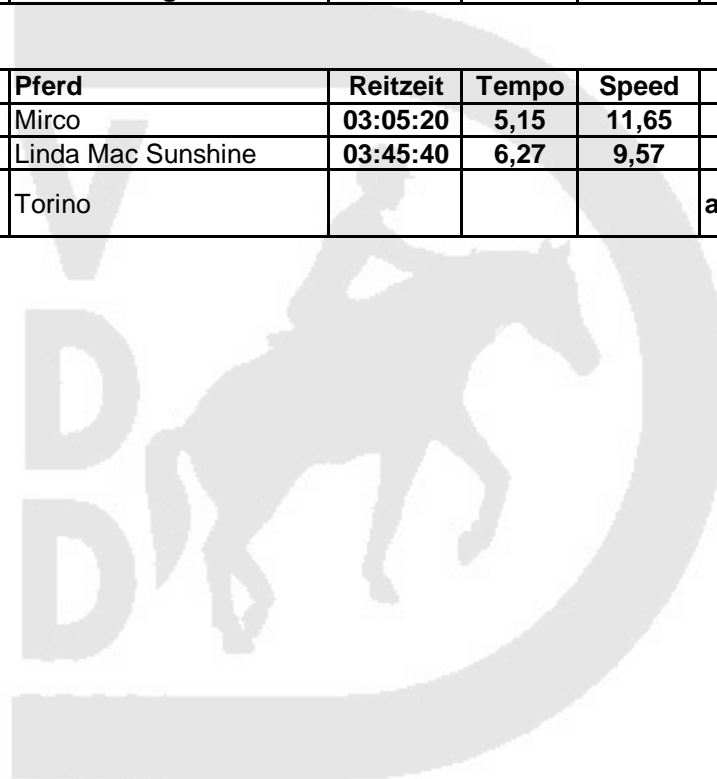 Pferd Reitzeit Tempo Speed
Mirco 03:05:20 5,15 11,65
Linda Mac Sunshine 03:45:40 6,27 9,57
Torino a
V
D
D